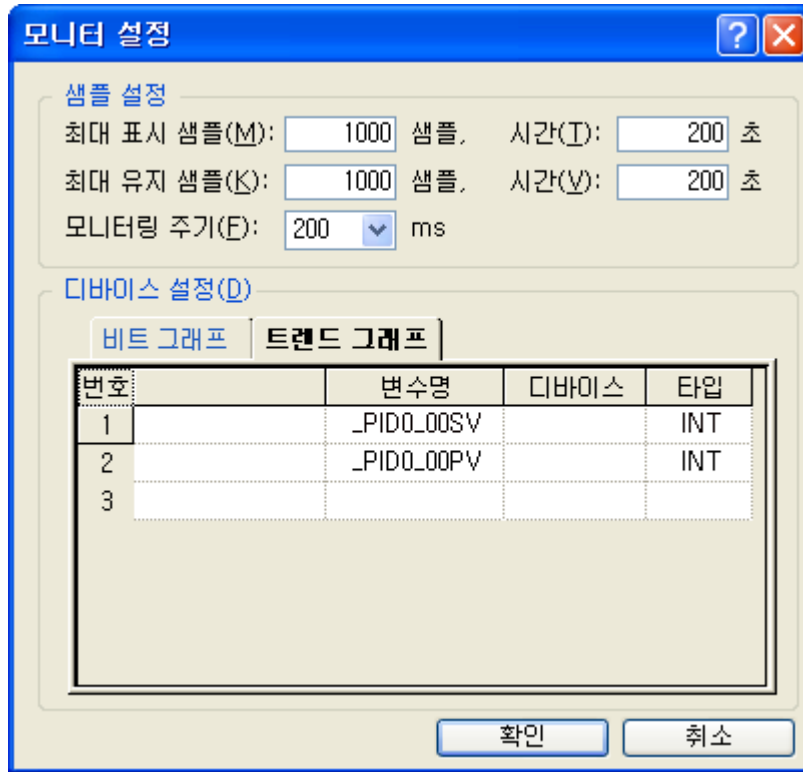 모니터 설정
샘플 설정
최대 표시 샘플(M): 1000 샘플, 시간(T): 200 초
최대 유지 샘플(K): 1000 샘플, 시간(V): 200 초
모니터링 주기(F): 200 ms
디바이스 설정(D)
비트 그래프 트렌드 그래프
번호 변수명 디바이스 타입
1 _PID0_00SV INT
2 _PID0_00PV INT
3
확인 취소